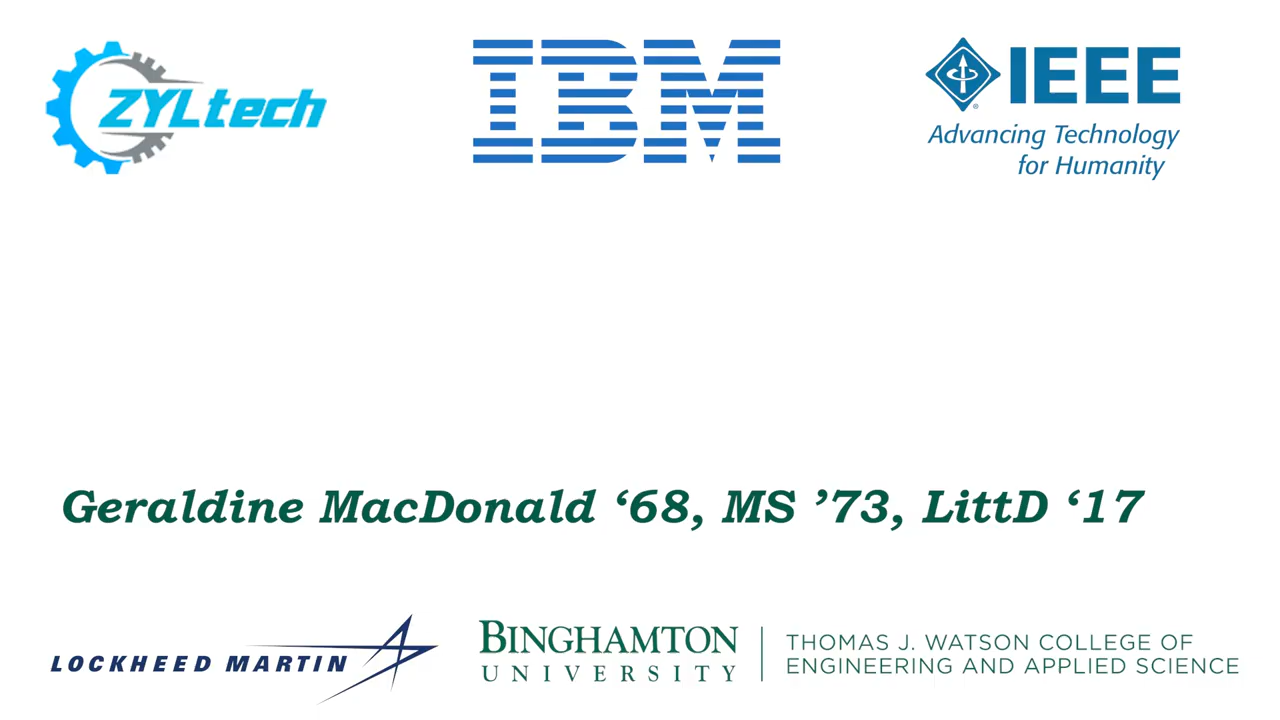 ZYLtech
IBM
IEEE
®
Advancing Technology
for Humanity
Geraldine MacDonald ‘68, MS ’73, LittD ‘17
LOCKHEED MARTIN
BINGHAMTON
UNIVERSITY
THOMAS J. WATSON COLLEGE OF
ENGINEERING AND APPLIED SCIENCE